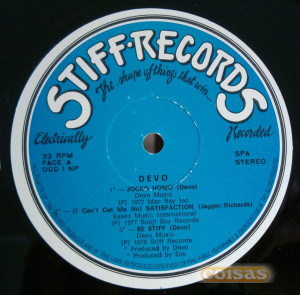 STIFF·RECORDS
The shape of things that win...
Electrically
Recorded
33 RPM
FACE A
ODD 1 NP
SPA
STEREO
DEVO
1° — JOCKO HOMO (Devo)
Devo Music
(P) 1977 Man Ray Inc.
2° — (I Can't Get Me No) SATISFACTION (Jagger-Richards)
Essex Music International
(P) 1977 Booji Boy Records
3° — BE STIFF (Devo)
Devo Music
(P) 1978 Stiff Records
* Produced by Devo
° Produced by Eno
coisas